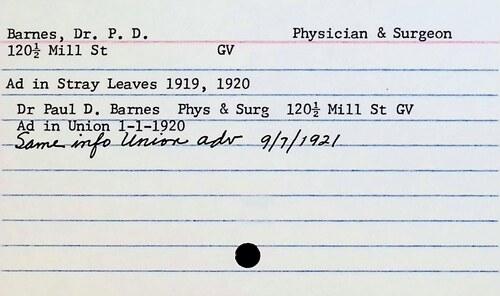 Barnes, Dr. P. D. Physician & Surgeon
120½ Mill St GV
Ad in Stray Leaves 1919, 1920
Dr Paul D. Barnes Phys & Surg 120½ Mill St GV
Ad in Union 1-1-1920
Same info Union adv 9/7/1921